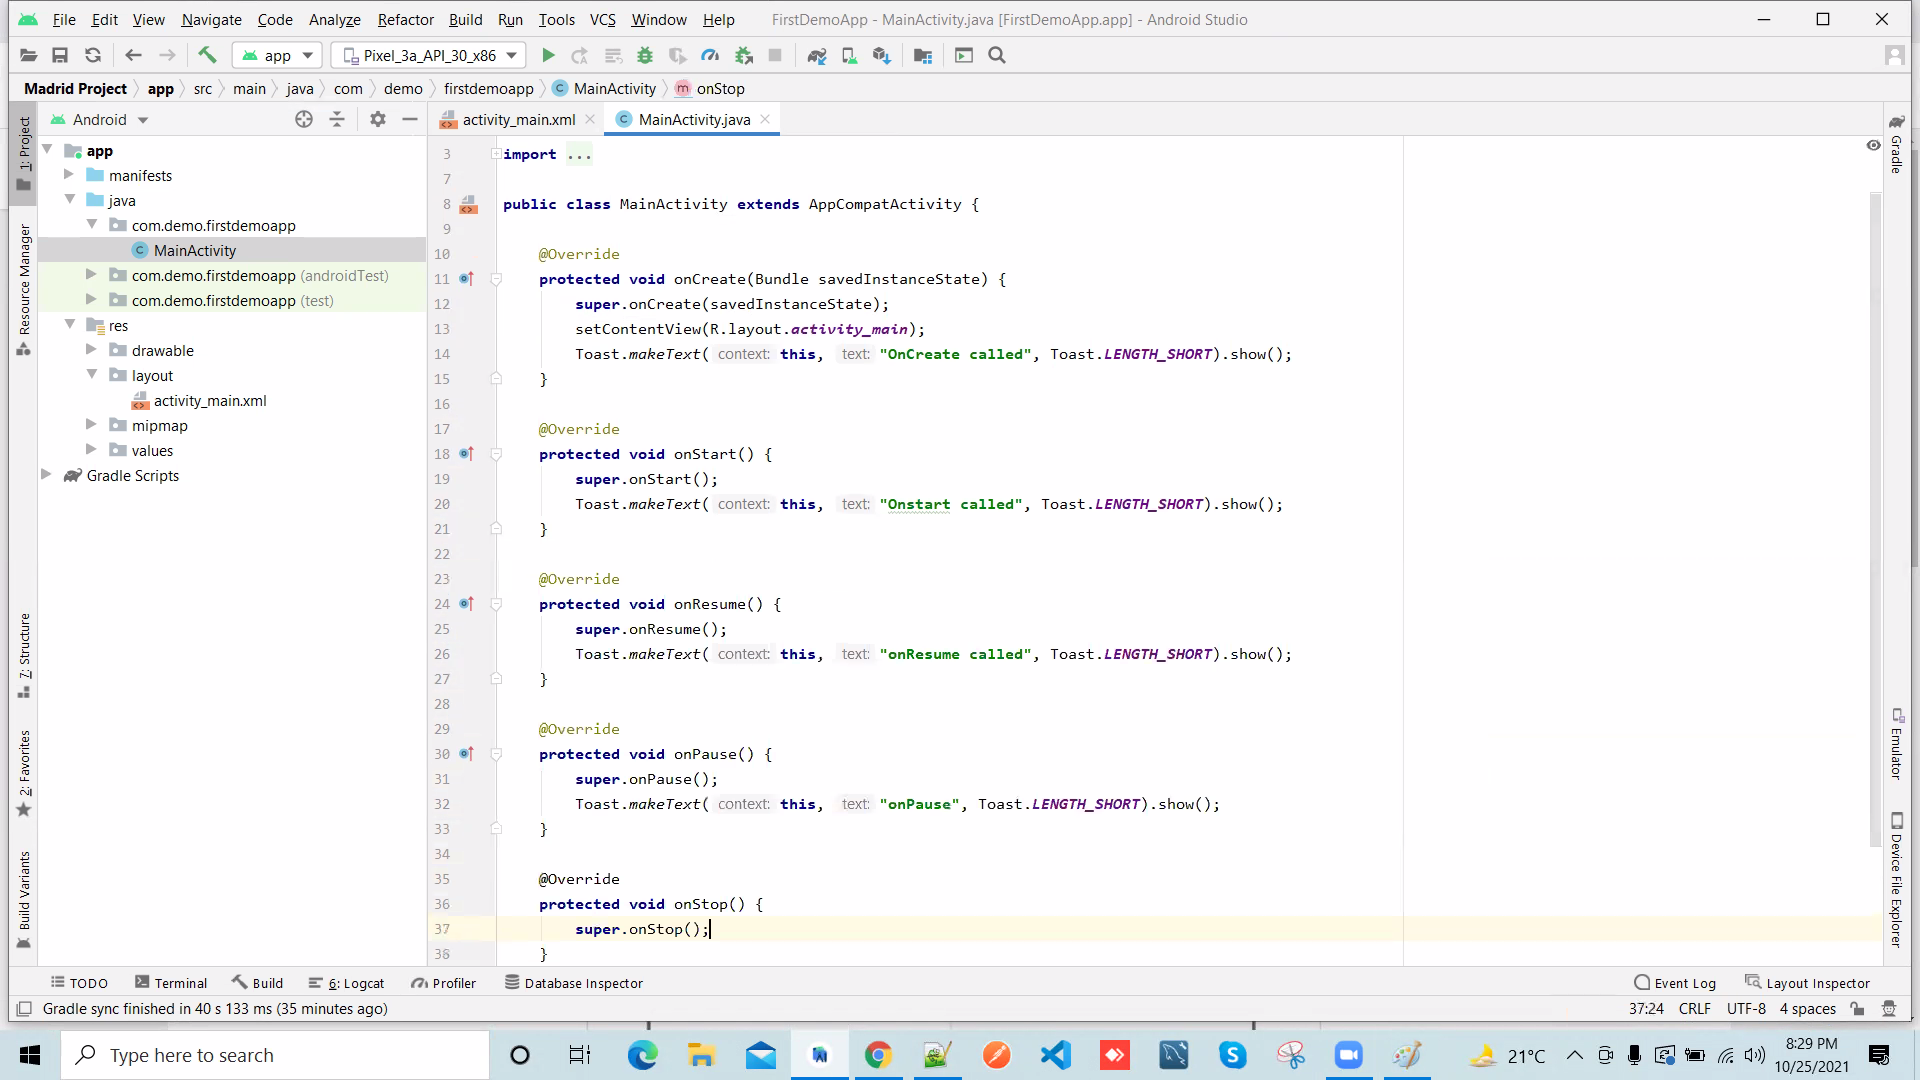 File Edit View Navigate Code Analyze Refactor Build Run Tools VCS Window Help FirstDemoApp - MainActivity.java [FirstDemoApp.app] - Android Studio
app Pixel_3a_API_30_x86
Madrid Project app src main java com demo firstdemoapp MainActivity onStop
Android
activity_main.xml MainActivity.java
1: Project
Resource Manager
7: Structure
2: Favorites
Build Variants
app
manifests
java
com.demo.firstdemoapp
MainActivity
com.demo.firstdemoapp (androidTest)
com.demo.firstdemoapp (test)
res
drawable
layout
activity_main.xml
mipmap
values
Gradle Scripts
3 import ...
7
8 public class MainActivity extends AppCompatActivity {
9
10 @Override
11 protected void onCreate(Bundle savedInstanceState) {
12 super.onCreate(savedInstanceState);
13 setContentView(R.layout.activity_main);
14 Toast.makeText( context: this, text: "OnCreate called", Toast.LENGTH_SHORT).show();
15 }
16
17 @Override
18 protected void onStart() {
19 super.onStart();
20 Toast.makeText( context: this, text: "Onstart called", Toast.LENGTH_SHORT).show();
21 }
22
23 @Override
24 protected void onResume() {
25 super.onResume();
26 Toast.makeText( context: this, text: "onResume called", Toast.LENGTH_SHORT).show();
27 }
28
29 @Override
30 protected void onPause() {
31 super.onPause();
32 Toast.makeText( context: this, text: "onPause", Toast.LENGTH_SHORT).show();
33 }
34
35 @Override
36 protected void onStop() {
37 super.onStop();
38 }
Gradle
Emulator
Device File Explorer
TODO Terminal Build 6: Logcat Profiler Database Inspector Event Log Layout Inspector
Gradle sync finished in 40 s 133 ms (35 minutes ago) 37:24 CRLF UTF-8 4 spaces
Type here to search 21°C 8:29 PM
10/25/2021